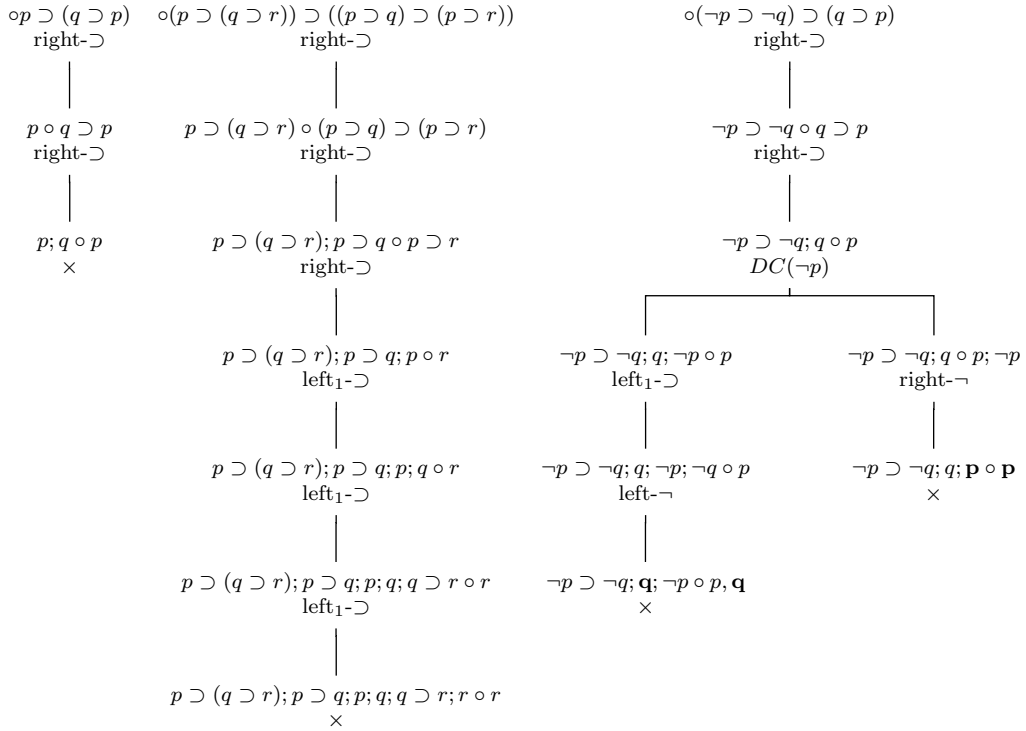 ∘p ⊃ (q ⊃ p)
right-⊃
p ∘ q ⊃ p
right-⊃
p; q ∘ p
×
∘(p ⊃ (q ⊃ r)) ⊃ ((p ⊃ q) ⊃ (p ⊃ r))
right-⊃
p ⊃ (q ⊃ r) ∘ (p ⊃ q) ⊃ (p ⊃ r)
right-⊃
p ⊃ (q ⊃ r); p ⊃ q ∘ p ⊃ r
right-⊃
p ⊃ (q ⊃ r); p ⊃ q; p ∘ r
left₁-⊃
p ⊃ (q ⊃ r); p ⊃ q; p; q ∘ r
left₁-⊃
p ⊃ (q ⊃ r); p ⊃ q; p; q; q ⊃ r ∘ r
left₁-⊃
p ⊃ (q ⊃ r); p ⊃ q; p; q; q ⊃ r; r ∘ r
×
∘(¬p ⊃ ¬q) ⊃ (q ⊃ p)
right-⊃
¬p ⊃ ¬q ∘ q ⊃ p
right-⊃
¬p ⊃ ¬q; q ∘ p
DC(¬p)
¬p ⊃ ¬q; q; ¬p ∘ p
left₁-⊃
¬p ⊃ ¬q; q; ¬p; ¬q ∘ p
left-¬
¬p ⊃ ¬q; q; ¬p ∘ p, q
×
¬p ⊃ ¬q; q ∘ p; ¬p
right-¬
¬p ⊃ ¬q; q; p ∘ p
×